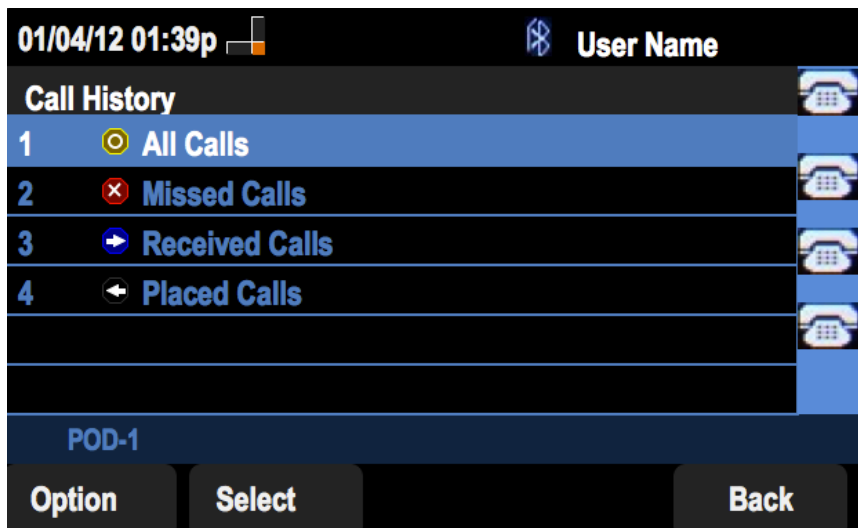 01/04/12 01:39p User Name
Call History
1 All Calls
2 Missed Calls
3 Received Calls
4 Placed Calls
POD-1
Option Select Back